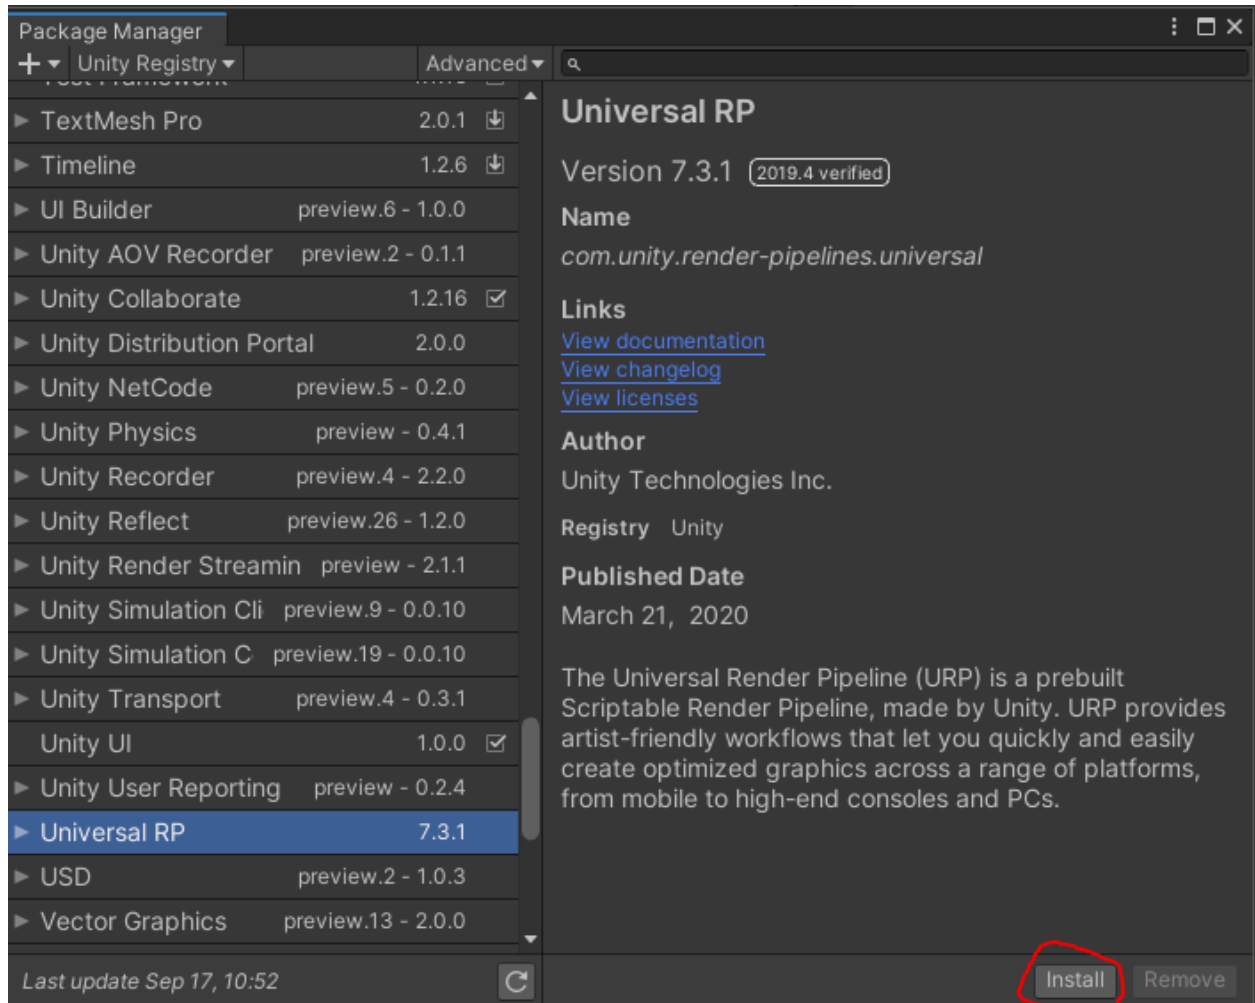 Package Manager
+ Unity Registry Advanced
TextMesh Pro 2.0.1
Timeline 1.2.6
UI Builder preview.6 - 1.0.0
Unity AOV Recorder preview.2 - 0.1.1
Unity Collaborate 1.2.16
Unity Distribution Portal 2.0.0
Unity NetCode preview.5 - 0.2.0
Unity Physics preview - 0.4.1
Unity Recorder preview.4 - 2.2.0
Unity Reflect preview.26 - 1.2.0
Unity Render Streamin preview - 2.1.1
Unity Simulation Cli preview.9 - 0.0.10
Unity Simulation C preview.19 - 0.0.10
Unity Transport preview.4 - 0.3.1
Unity UI 1.0.0
Unity User Reporting preview - 0.2.4
Universal RP 7.3.1
USD preview.2 - 1.0.3
Vector Graphics preview.13 - 2.0.0
Last update Sep 17, 10:52
Universal RP
Version 7.3.1 2019.4 verified
Name
com.unity.render-pipelines.universal
Links
View documentation
View changelog
View licenses
Author
Unity Technologies Inc.
Registry Unity
Published Date
March 21, 2020
The Universal Render Pipeline (URP) is a prebuilt
Scriptable Render Pipeline, made by Unity. URP provides
artist-friendly workflows that let you quickly and easily
create optimized graphics across a range of platforms,
from mobile to high-end consoles and PCs.
Install Remove